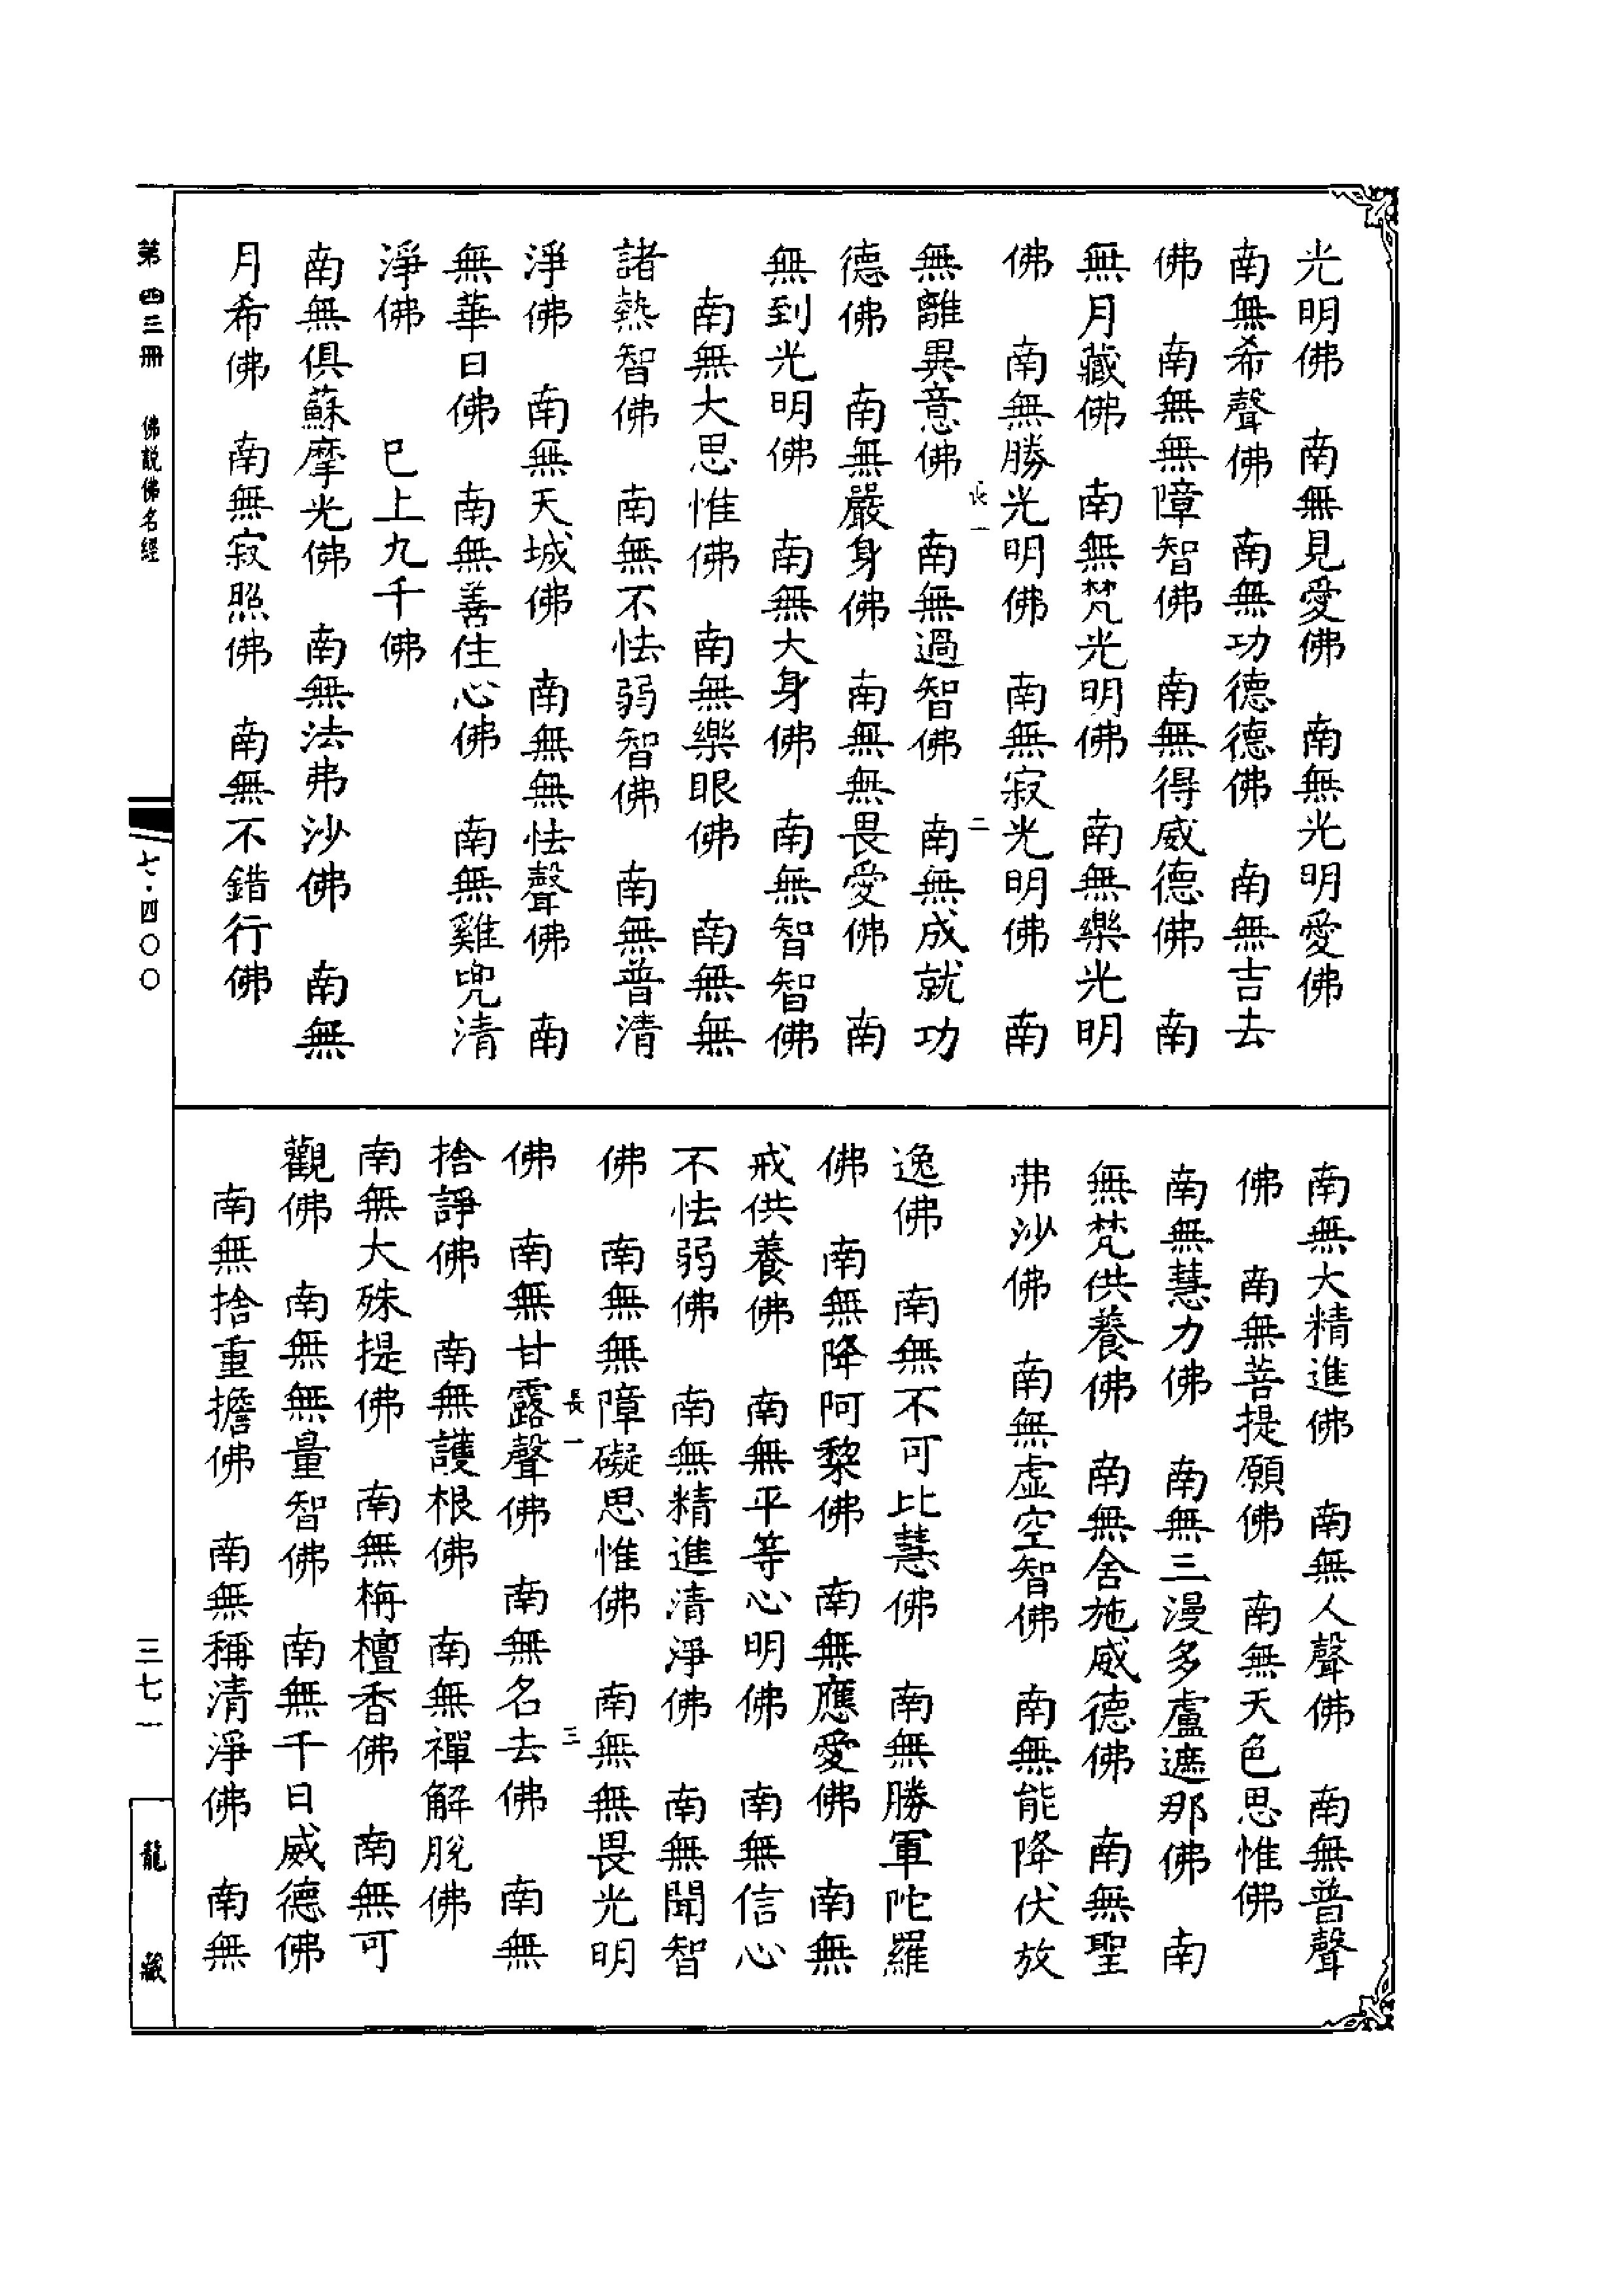 光明佛　南無見愛佛　南無光明愛佛
南無希聲佛　南無功德德佛　南無吉去
佛　南無無障智佛　南無得威德佛　南
無月藏佛　南無梵光明佛　南無樂光明
佛　南無勝光明佛　南無寂光明佛　南
長一　二
無離異意佛　南無過智佛　南無成就功
德佛　南無嚴身佛　南無無畏愛佛　南
無到光明佛　南無大身佛　南無智智佛
南無大思惟佛　南無樂眼佛　南無無
諸熱智佛　南無不怯弱智佛　南無普清
淨佛　南無天城佛　南無無怯聲佛　南
無華日佛　南無善住心佛　南無雞兜清
淨佛　已上九千佛
南無俱蘇摩光佛　南無法弗沙佛　南無
月希佛　南無寂照佛　南無不錯行佛
南無大精進佛　南無人聲佛　南無普聲
佛　南無菩提願佛　南無天色思惟佛
南無慧力佛　南無三漫多盧遮那佛　南
無梵供養佛　南無舍施威德佛　南無聖
弗沙佛　南無虛空智佛　南無能降伏放
逸佛　南無不可比慧佛　南無勝軍陀羅
佛　南無降阿黎佛　南無應愛佛　南無
戒供養佛　南無平等心明佛　南無信心
不怯弱佛　南無精進清淨佛　南無聞智
佛　南無無障礙思惟佛　南無無畏光明
長一　三
佛　南無甘露聲佛　南無名去佛　南無
捨諍佛　南無護根佛　南無禪解脫佛
南無大殊提佛　南無栴檀香佛　南無可
觀佛　南無無量智佛　南無千日威德佛
南無捨重擔佛　南無稱清淨佛　南無
第四三冊　佛說佛名經　七·四〇〇　三七一　龍藏